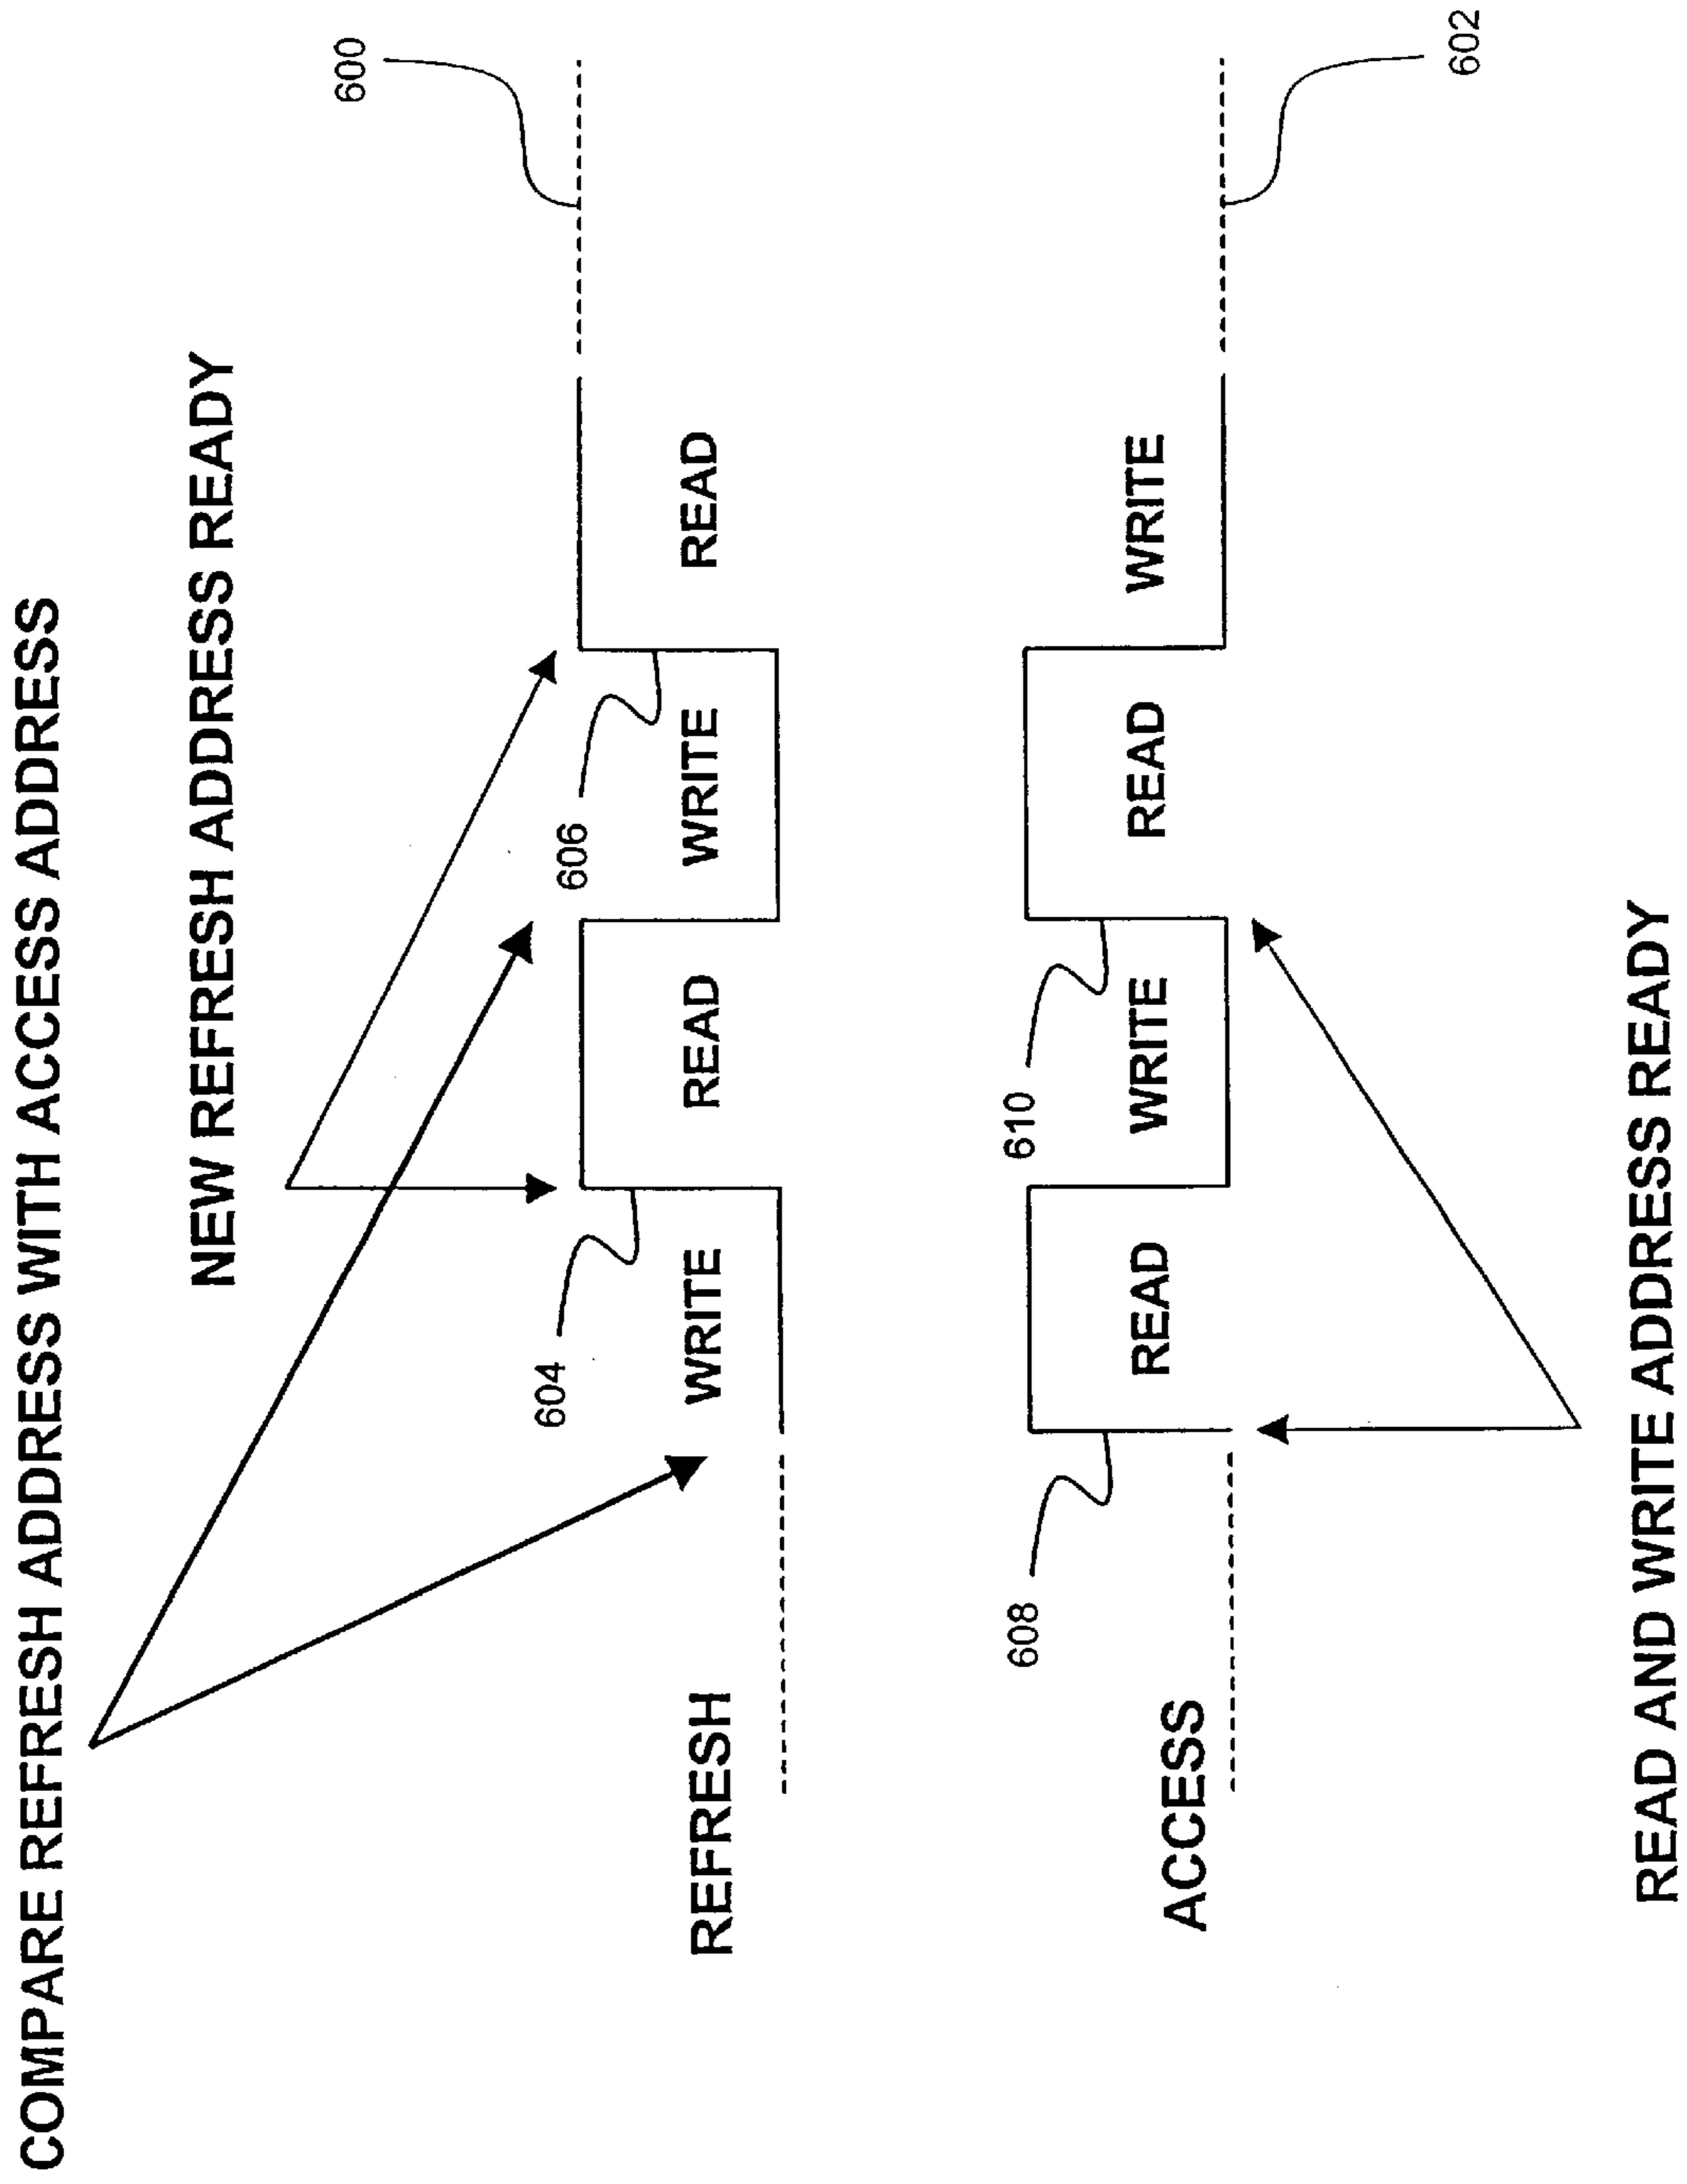 COMPARE REFRESH ADDRESS WITH ACCESS ADDRESS
NEW REFRESH ADDRESS READY
600
604
606
REFRESH
WRITE
READ
WRITE
READ
608
610
ACCESS
READ
WRITE
READ
WRITE
602
READ AND WRITE ADDRESS READY